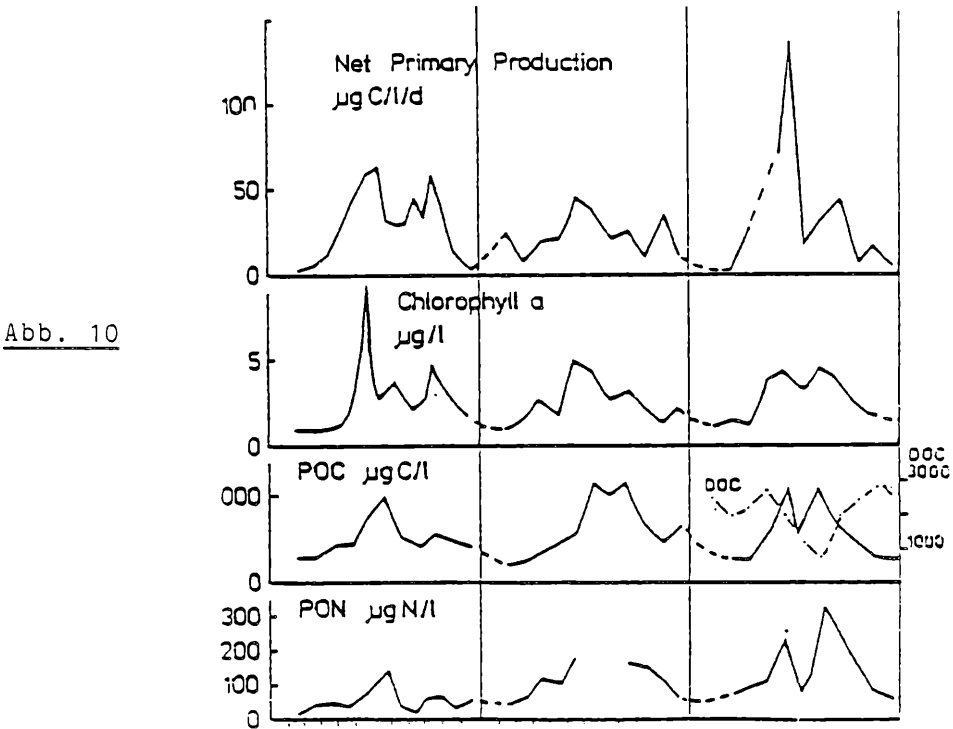 Net Primary Production
µg C/l/d
100
50
0
Abb. 10
Chlorophyll a
µg/l
5
0
POC µg C/l
000
0
DOC
DOC
3000
1000
PON µg N/l
300
200
100
0